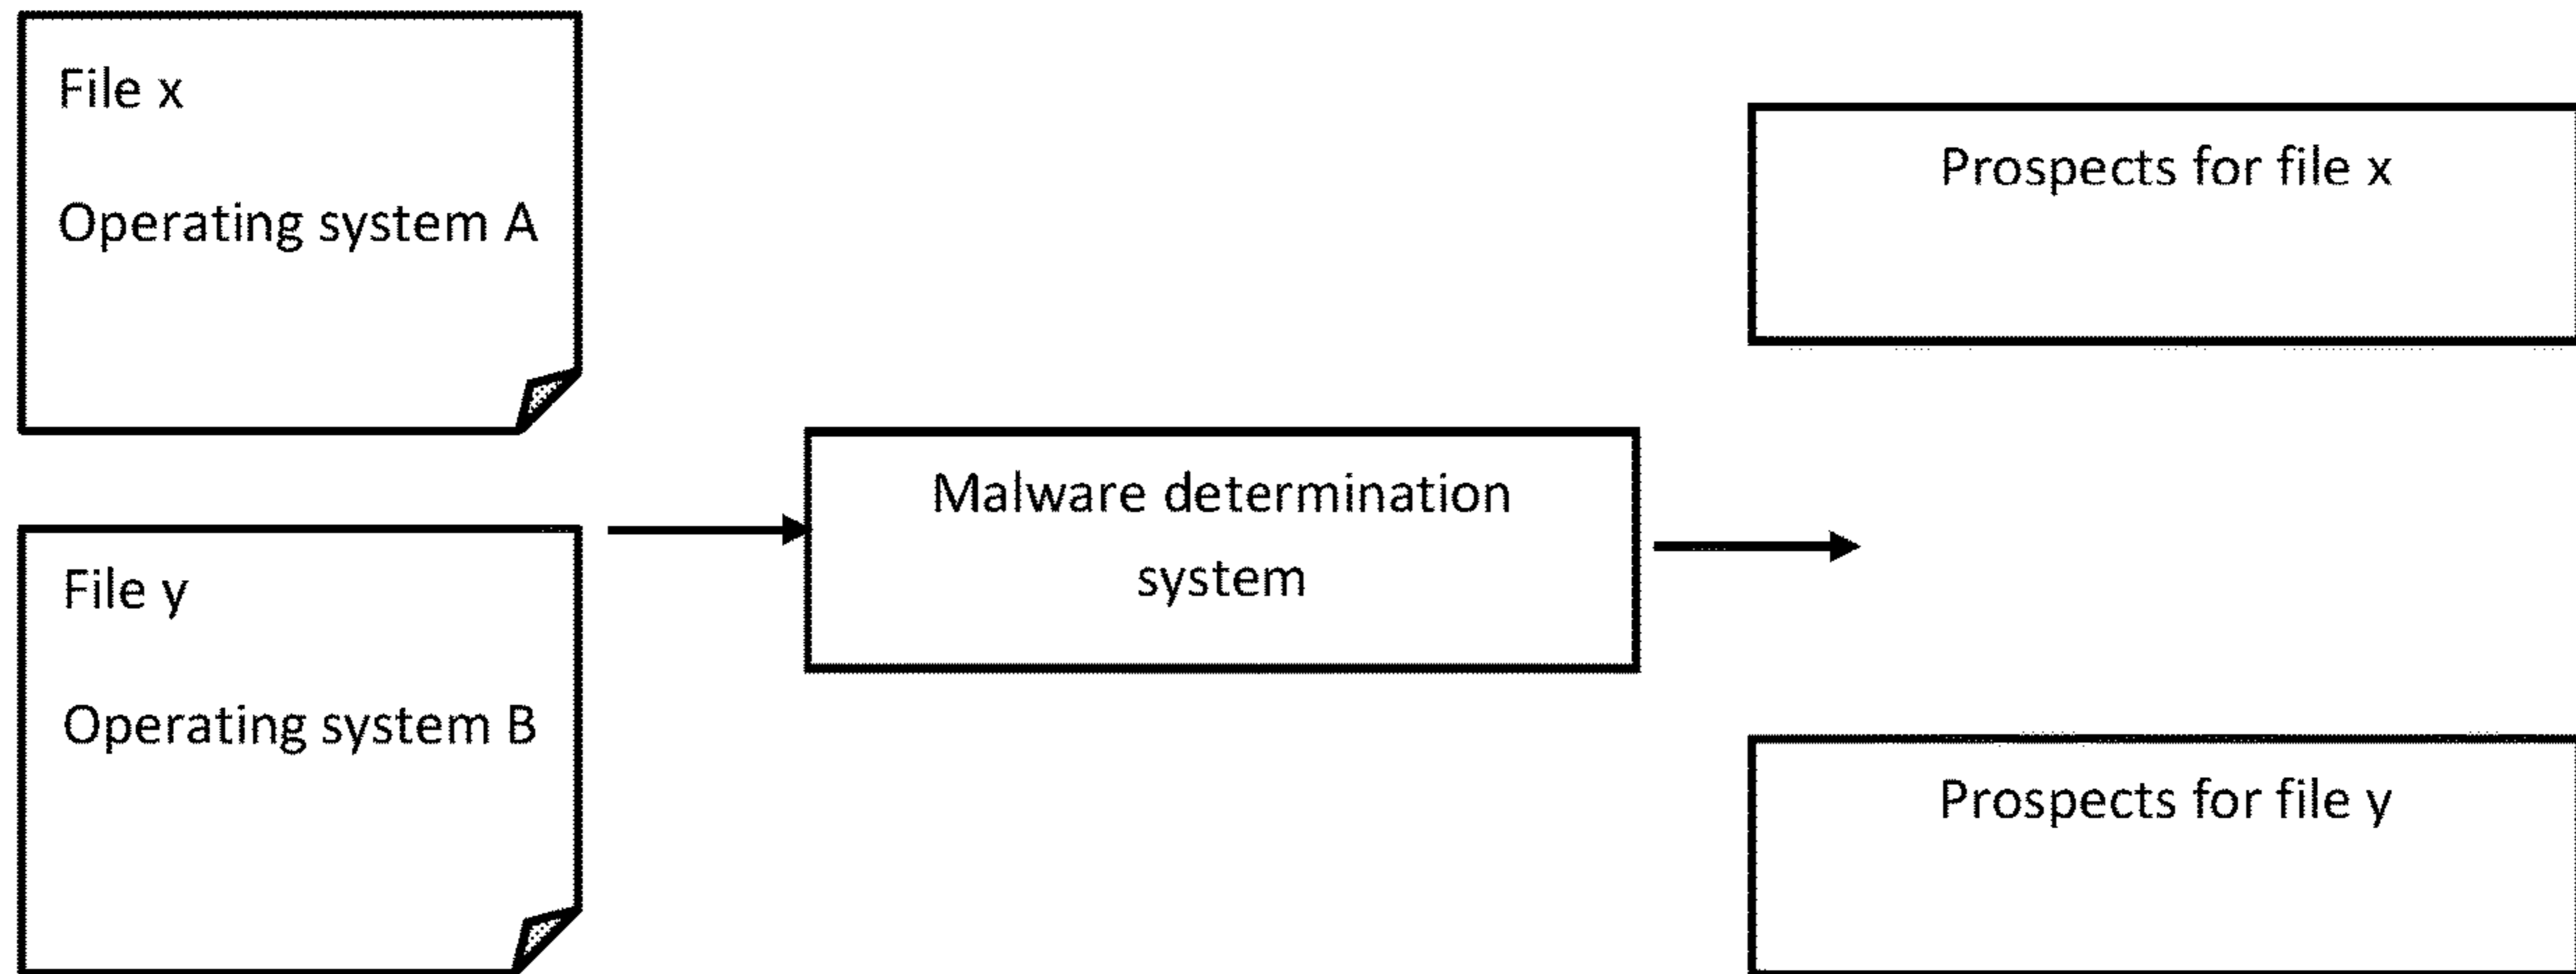 File x
Operating system A
File y
Operating system B
Malware determination
system
Prospects for file x
Prospects for file y